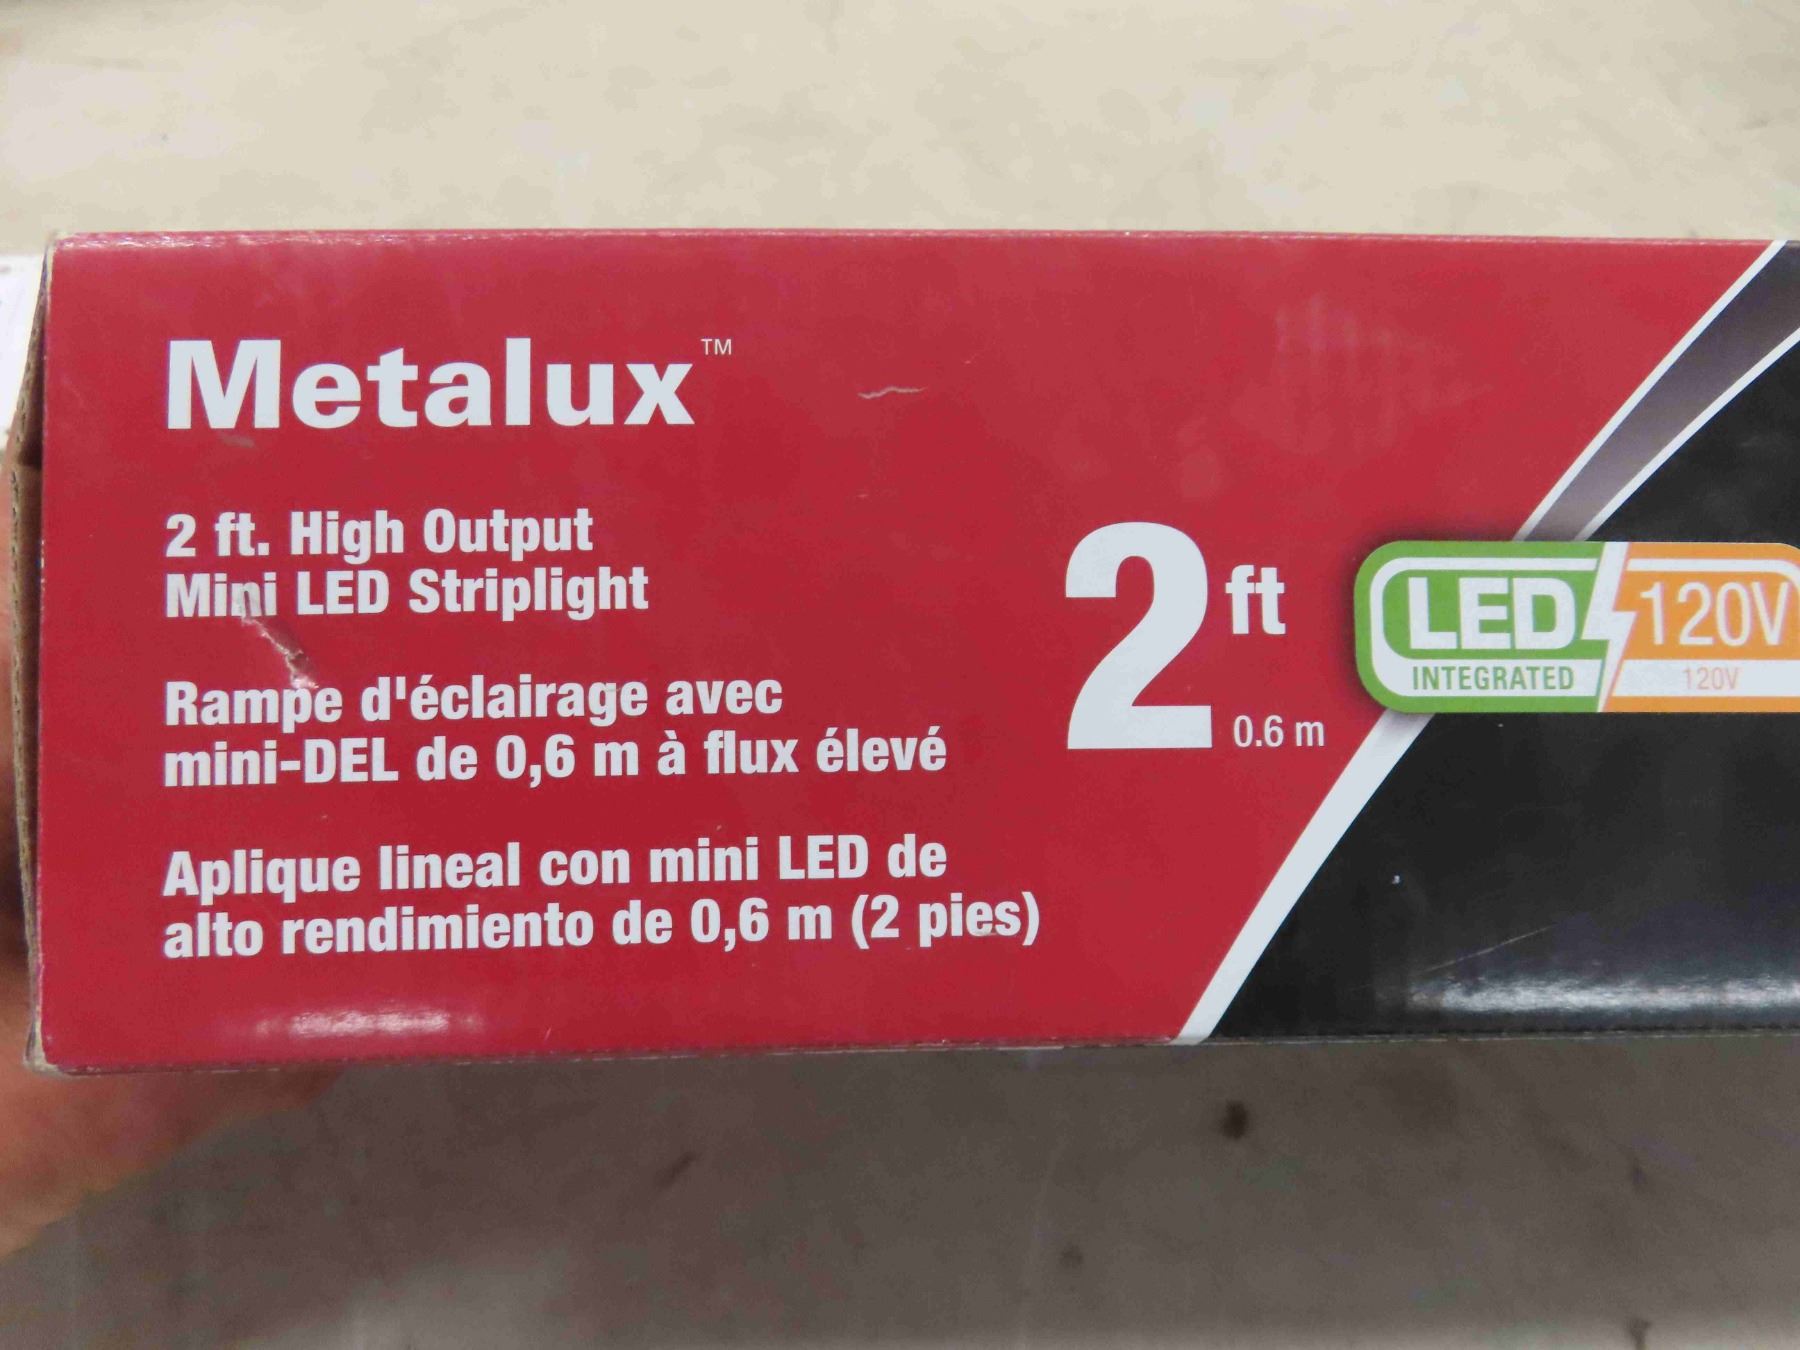 Metalux™
2 ft. High Output
Mini LED Striplight
Rampe d'éclairage avec
mini-DEL de 0,6 m à flux élevé
Aplique lineal con mini LED de
alto rendimiento de 0,6 m (2 pies)
2 ft
0.6 m
LED 120V
INTEGRATED 120V